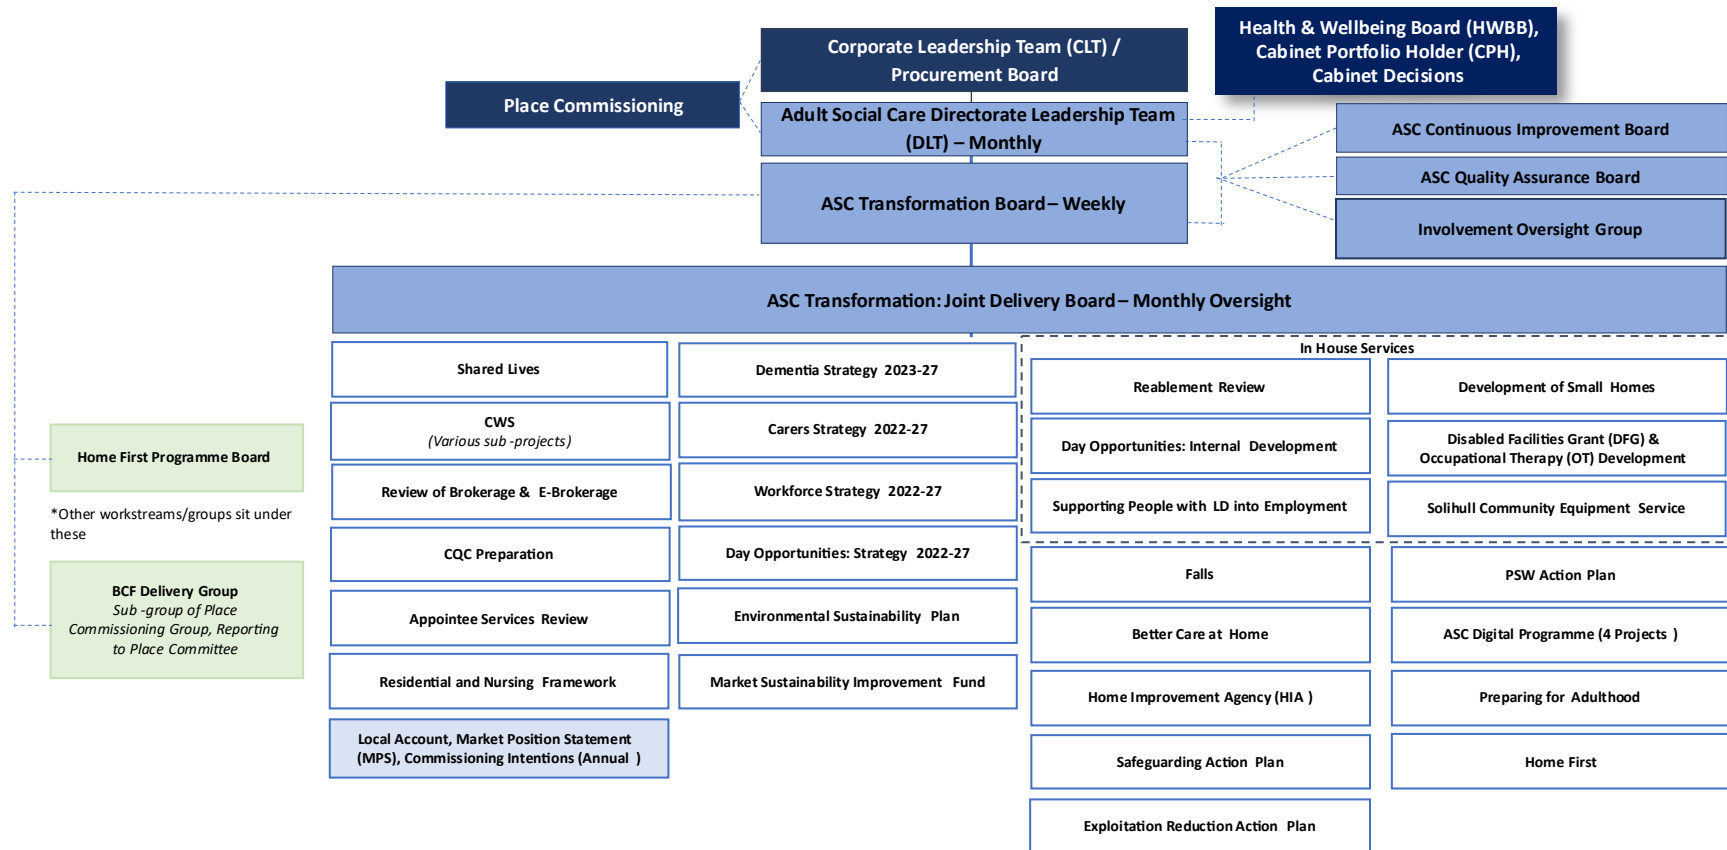 Corporate Leadership Team (CLT) /
Procurement Board
Health & Wellbeing Board (HWBB),
Cabinet Portfolio Holder (CPH),
Cabinet Decisions
Place Commissioning
Adult Social Care Directorate Leadership Team
(DLT) – Monthly
ASC Continuous Improvement Board
ASC Quality Assurance Board
ASC Transformation Board – Weekly
Involvement Oversight Group
ASC Transformation: Joint Delivery Board – Monthly Oversight
Home First Programme Board
*Other workstreams/groups sit under
these
BCF Delivery Group
Sub-group of Place
Commissioning Group, Reporting
to Place Committee
Shared Lives
CWS
(Various sub-projects)
Review of Brokerage & E-Brokerage
CQC Preparation
Appointee Services Review
Residential and Nursing Framework
Local Account, Market Position Statement
(MPS), Commissioning Intentions (Annual )
Dementia Strategy 2023-27
Carers Strategy 2022-27
Workforce Strategy 2022-27
Day Opportunities: Strategy 2022-27
Environmental Sustainability Plan
Market Sustainability Improvement Fund
In House Services
Reablement Review
Day Opportunities: Internal Development
Supporting People with LD into Employment
Development of Small Homes
Disabled Facilities Grant (DFG) &
Occupational Therapy (OT) Development
Solihull Community Equipment Service
Falls
Better Care at Home
Home Improvement Agency (HIA )
Safeguarding Action Plan
Exploitation Reduction Action Plan
PSW Action Plan
ASC Digital Programme (4 Projects )
Preparing for Adulthood
Home First